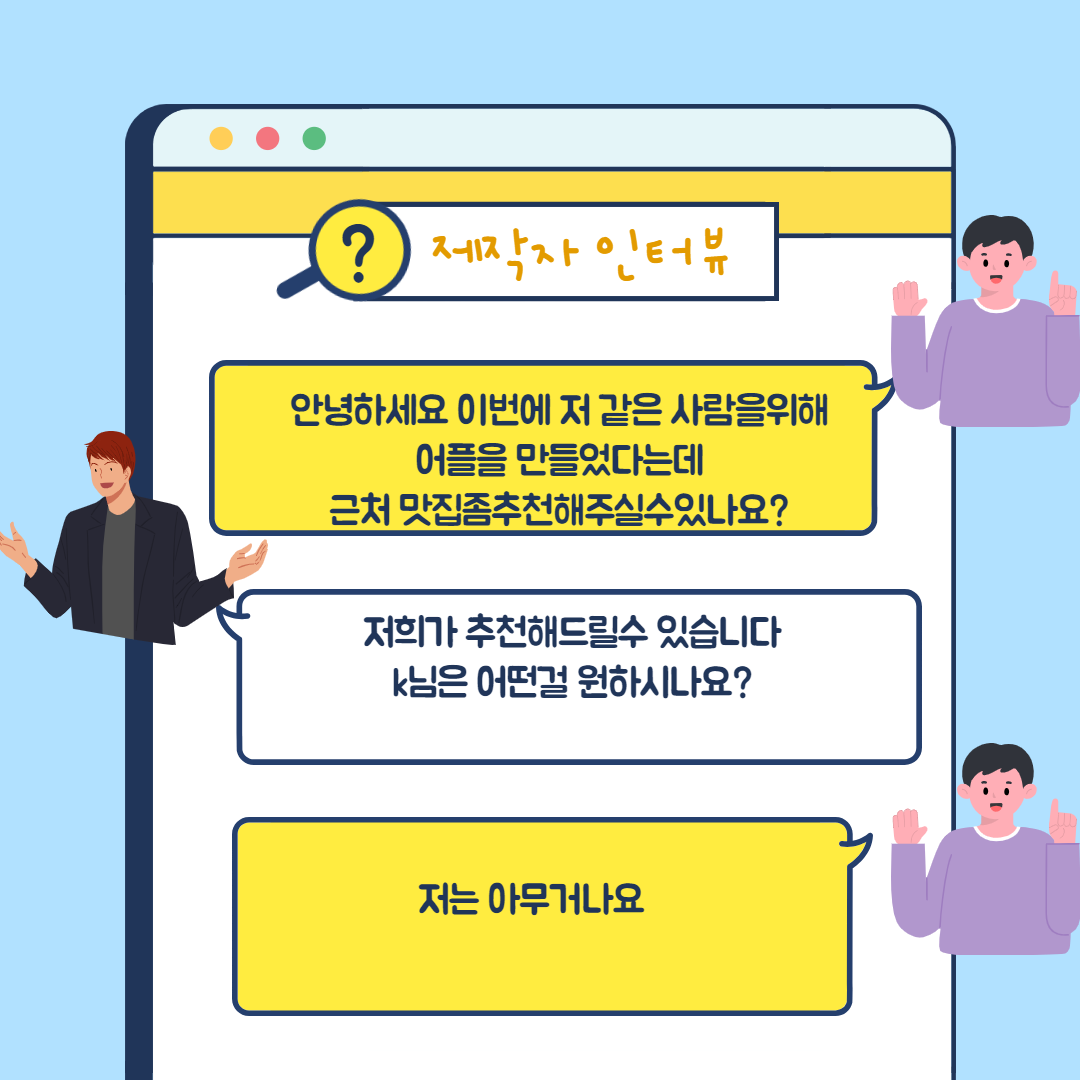 ?
제작자 인터뷰
안녕하세요 이번에 저 같은 사람을위해
어플을 만들었다는데
근처 맛집좀추천해주실수있나요?
저희가 추천해드릴수 있습니다
k님은 어떤걸 원하시나요?
저는 아무거나요